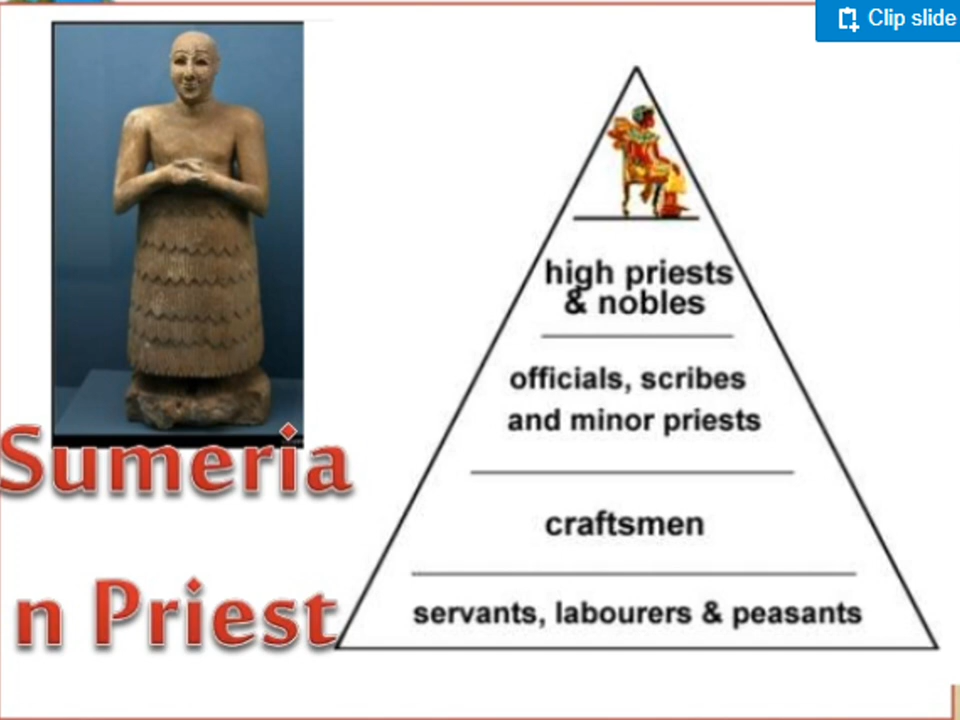 Clip slide
high priests
& nobles
officials, scribes
and minor priests
craftsmen
servants, labourers & peasants
Sumeria
n Priest